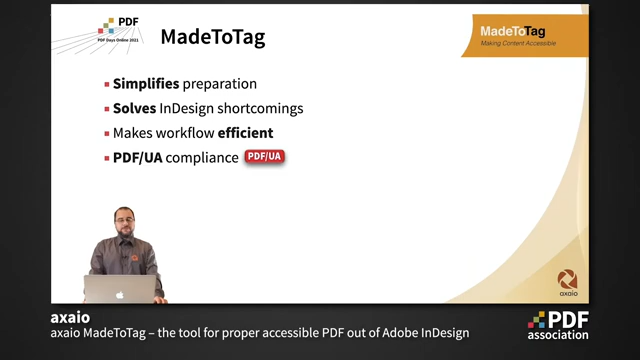 PDF
PDF Days Online 2021
MadeToTag
MadeToTag
Making Content Accessible
Simplifies preparation
Solves InDesign shortcomings
Makes workflow efficient
PDF/UA compliance PDF/UA
axaio
axaio
axaio MadeToTag – the tool for proper accessible PDF out of Adobe InDesign
PDF
association